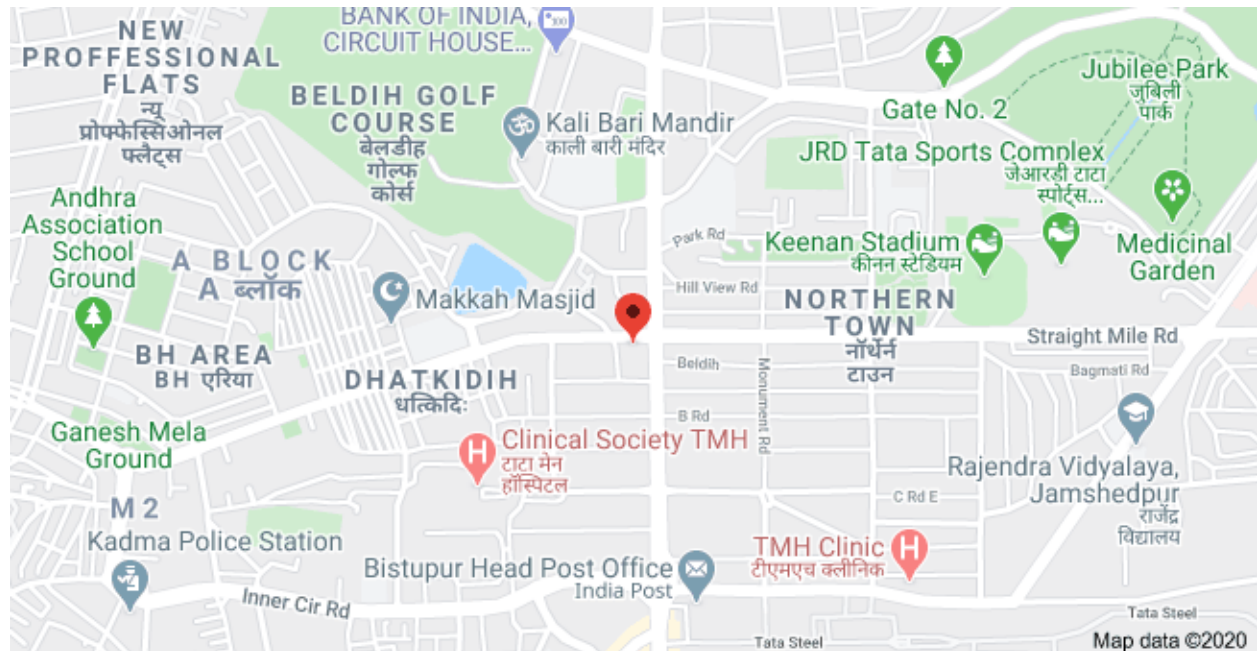 NEW
PROFFESSIONAL
FLATS
न्यू
प्रोफ्फेस्सिओनल
फ्लैट्स
BANK OF INDIA,
CIRCUIT HOUSE...
100
BELDIH GOLF
COURSE
बेलडीह
गोल्फ
कोर्स
Kali Bari Mandir
काली बारी मंदिर
Gate No. 2
Jubilee Park
जुबिली
पार्क
JRD Tata Sports Complex
जेआरडी टाटा
स्पोर्ट्स...
Andhra
Association
School
Ground
A BLOCK
A ब्लॉक
Makkah Masjid
Park Rd
Keenan Stadium
कीनन स्टेडियम
Medicinal
Garden
Hill View Rd
NORTHERN
TOWN
नॉर्थेर्न
टाउन
Straight Mile Rd
BH AREA
BH एरिया
DHATKIDIH
धत्किदिः
Beldih
Monument Rd
Bagmati Rd
B Rd
Ganesh Mela
Ground
Clinical Society TMH
टाटा मेन
हॉस्पिटल
Rajendra Vidyalaya,
Jamshedpur
राजेंद्र
विद्यालय
C Rd E
M 2
Kadma Police Station
TMH Clinic
टीएमएच क्लीनिक
Bistupur Head Post Office
India Post
Inner Cir Rd
Tata Steel
Tata Steel
Map data ©2020